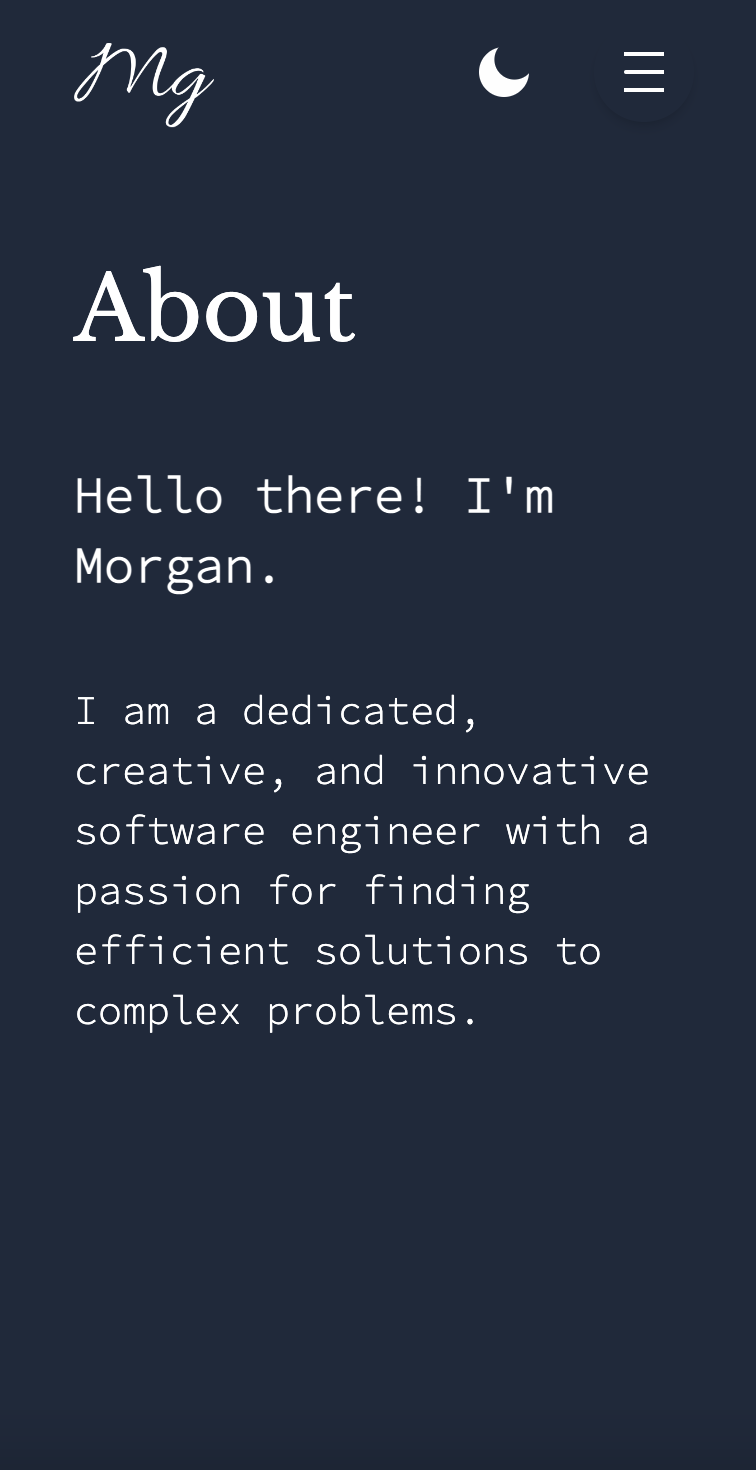 Mg
About
Hello there! I'm
Morgan.
I am a dedicated,
creative, and innovative
software engineer with a
passion for finding
efficient solutions to
complex problems.